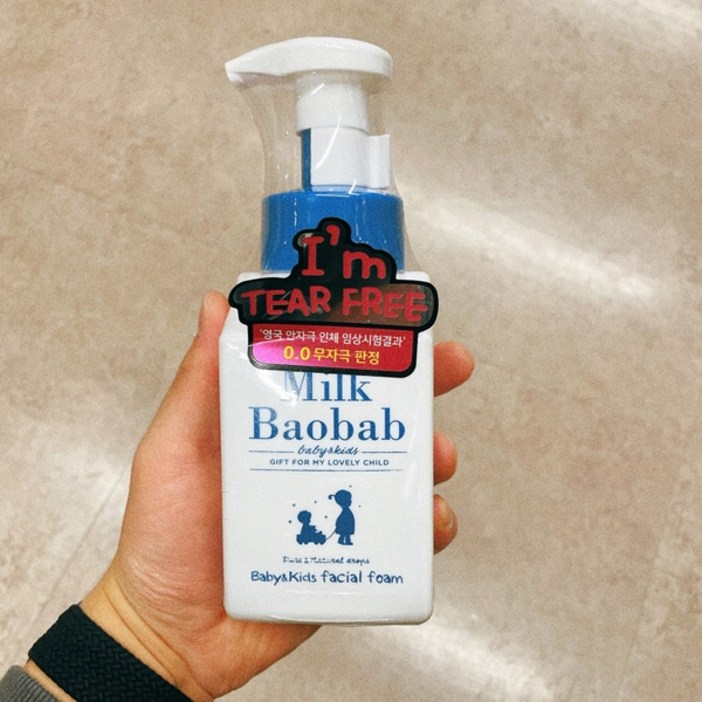 I'm
TEAR FREE
'영국 안자극 인체 임상시험결과'
0.0 무자극 판정
Milk
Baobab
baby&kids
GIFT FOR MY LOVELY CHILD
Pure & Natural drops
Baby&Kids facial foam